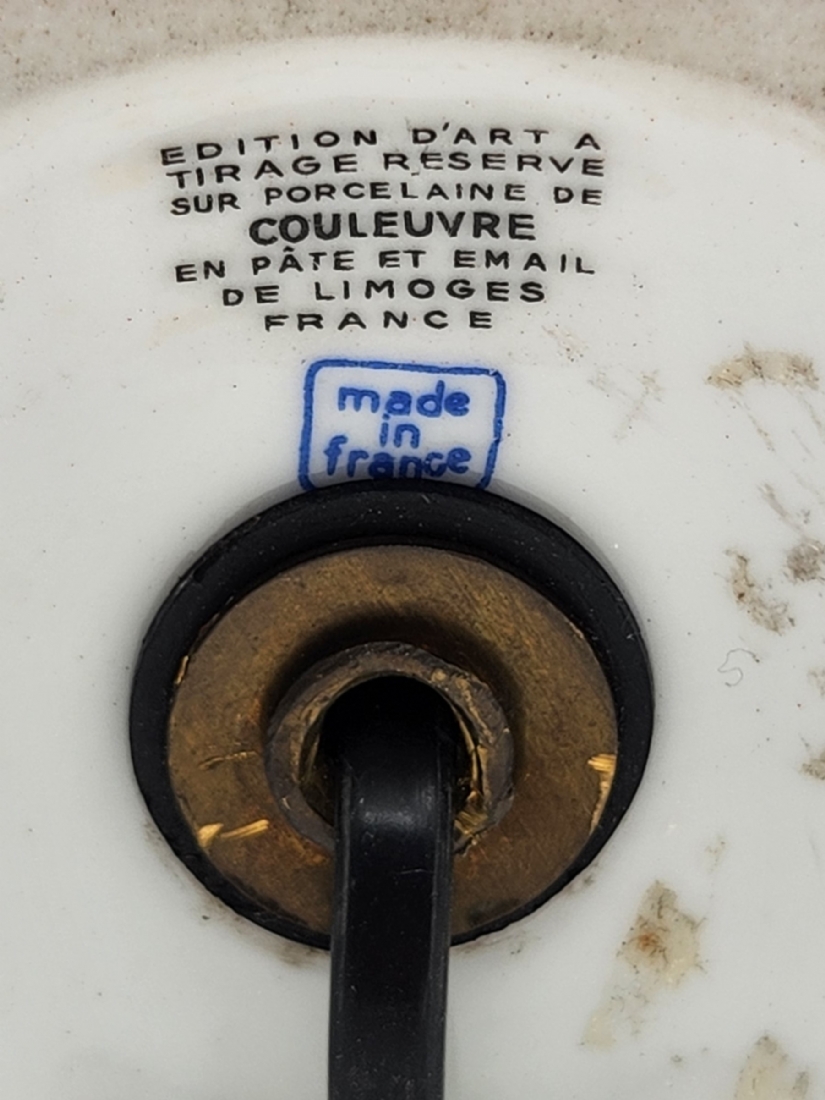 EDITION D'ART A
TIRAGE RESERVE
SUR PORCELAINE DE
COULEUVRE
EN PÂTE ET EMAIL
DE LIMOGES
FRANCE
made
in
france